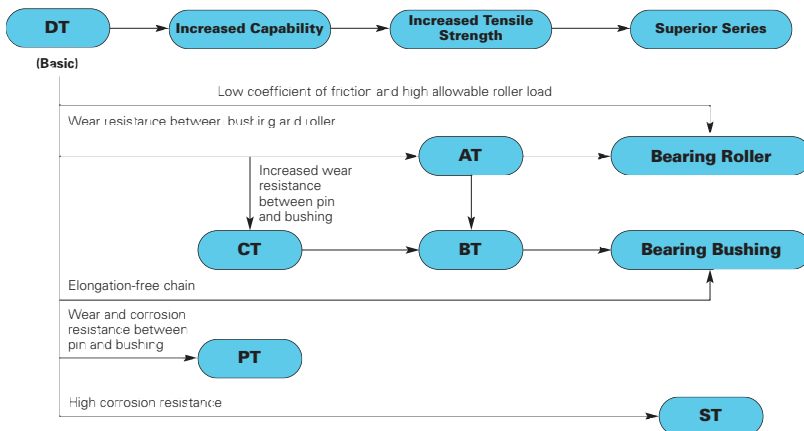 DT
Increased Capability
Increased Tensile
Strength
Superior Series
(Basic)
Low coefficient of friction and high allowable roller load
Wear resistance between bushing and roller
AT
Bearing Roller
Increased wear
resistance
between pin
and bushing
CT
BT
Bearing Bushing
Elongation-free chain
Wear and corrosion
resistance between
pin and bushing
PT
High corrosion resistance
ST